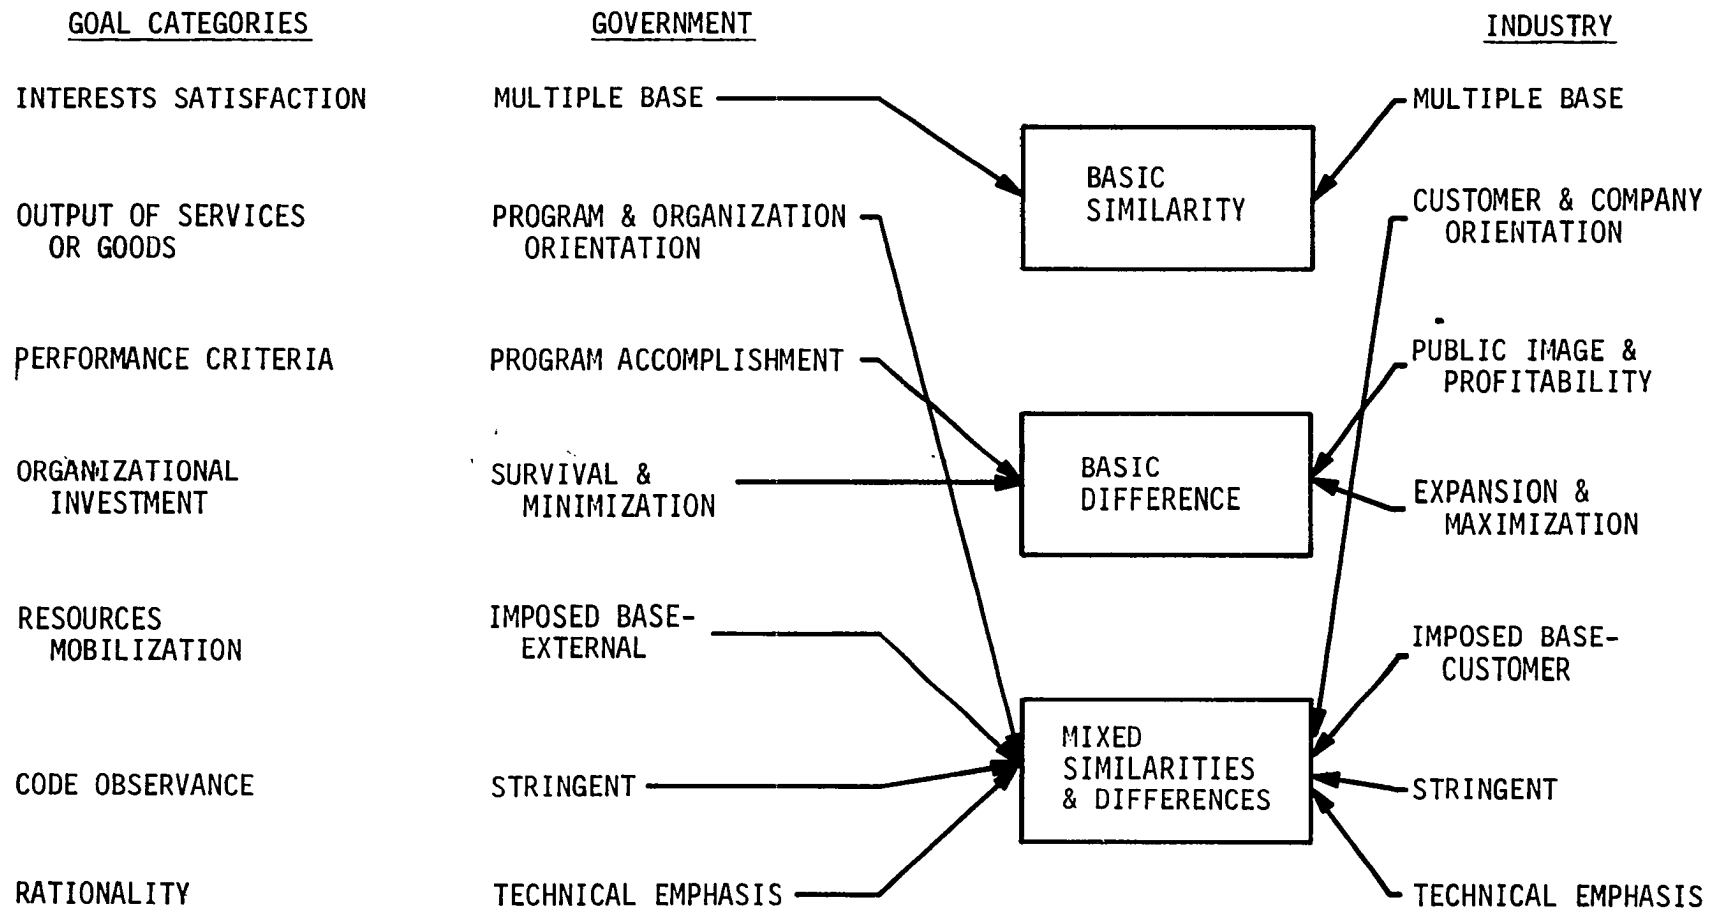 GOAL CATEGORIES
GOVERNMENT
INDUSTRY
INTERESTS SATISFACTION
MULTIPLE BASE
MULTIPLE BASE
BASIC
SIMILARITY
OUTPUT OF SERVICES
OR GOODS
PROGRAM & ORGANIZATION
ORIENTATION
CUSTOMER & COMPANY
ORIENTATION
PERFORMANCE CRITERIA
PROGRAM ACCOMPLISHMENT
PUBLIC IMAGE &
PROFITABILITY
ORGANIZATIONAL
INVESTMENT
SURVIVAL &
MINIMIZATION
BASIC
DIFFERENCE
EXPANSION &
MAXIMIZATION
RESOURCES
MOBILIZATION
IMPOSED BASE-
EXTERNAL
IMPOSED BASE-
CUSTOMER
MIXED
SIMILARITIES
& DIFFERENCES
CODE OBSERVANCE
STRINGENT
STRINGENT
RATIONALITY
TECHNICAL EMPHASIS
TECHNICAL EMPHASIS